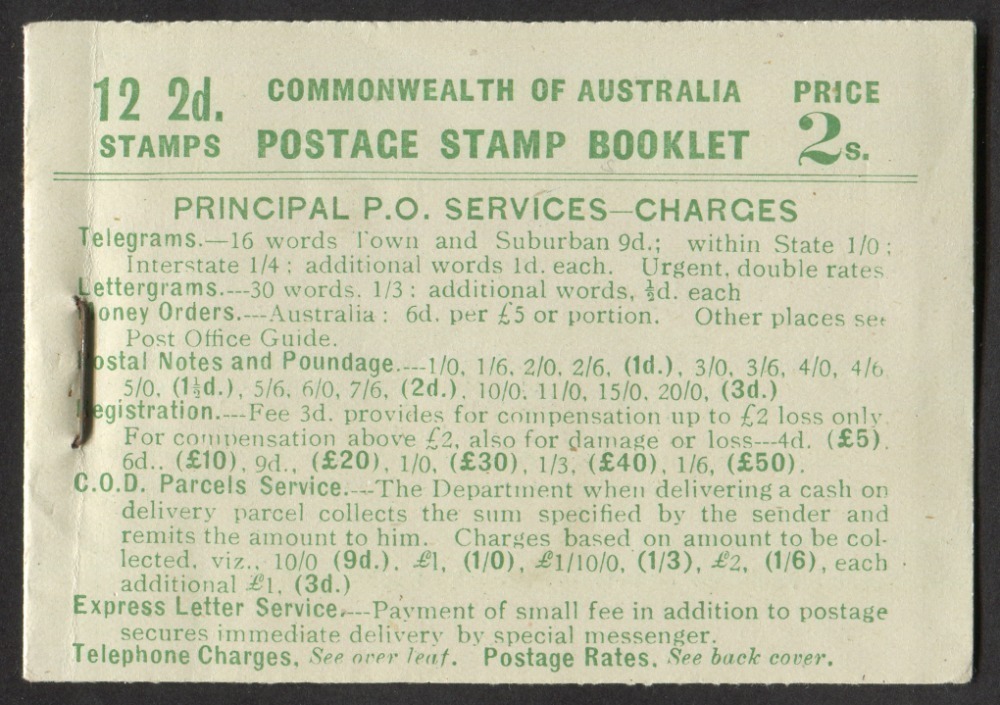 12 2d. STAMPS
COMMONWEALTH OF AUSTRALIA
POSTAGE STAMP BOOKLET
PRICE 2s.
PRINCIPAL P.O. SERVICES—CHARGES
Telegrams.—16 words Town and Suburban 9d.; within State 1/0;
Interstate 1/4; additional words 1d. each. Urgent, double rates
Lettergrams.---30 words, 1/3: additional words, ½d. each
oney Orders.---Australia: 6d. per £5 or portion. Other places see
Post Office Guide.
ostal Notes and Poundage.---1/0, 1/6, 2/0, 2/6, (1d.), 3/0, 3/6, 4/0, 4/6
5/0, (1½d.), 5/6, 6/0, 7/6, (2d.), 10/0, 11/0, 15/0, 20/0, (3d.)
egistration.---Fee 3d. provides for compensation up to £2 loss only.
For compensation above £2, also for damage or loss---4d. (£5),
6d., (£10), 9d., (£20), 1/0, (£30), 1/3, (£40), 1/6, (£50).
C.O.D. Parcels Service.---The Department when delivering a cash on
delivery parcel collects the sum specified by the sender and
remits the amount to him. Charges based on amount to be col-
lected, viz., 10/0 (9d.), £1, (1/0), £1/10/0, (1/3), £2, (1/6), each
additional £1, (3d.)
Express Letter Service.---Payment of small fee in addition to postage
secures immediate delivery by special messenger.
Telephone Charges, See over leaf. Postage Rates, See back cover.